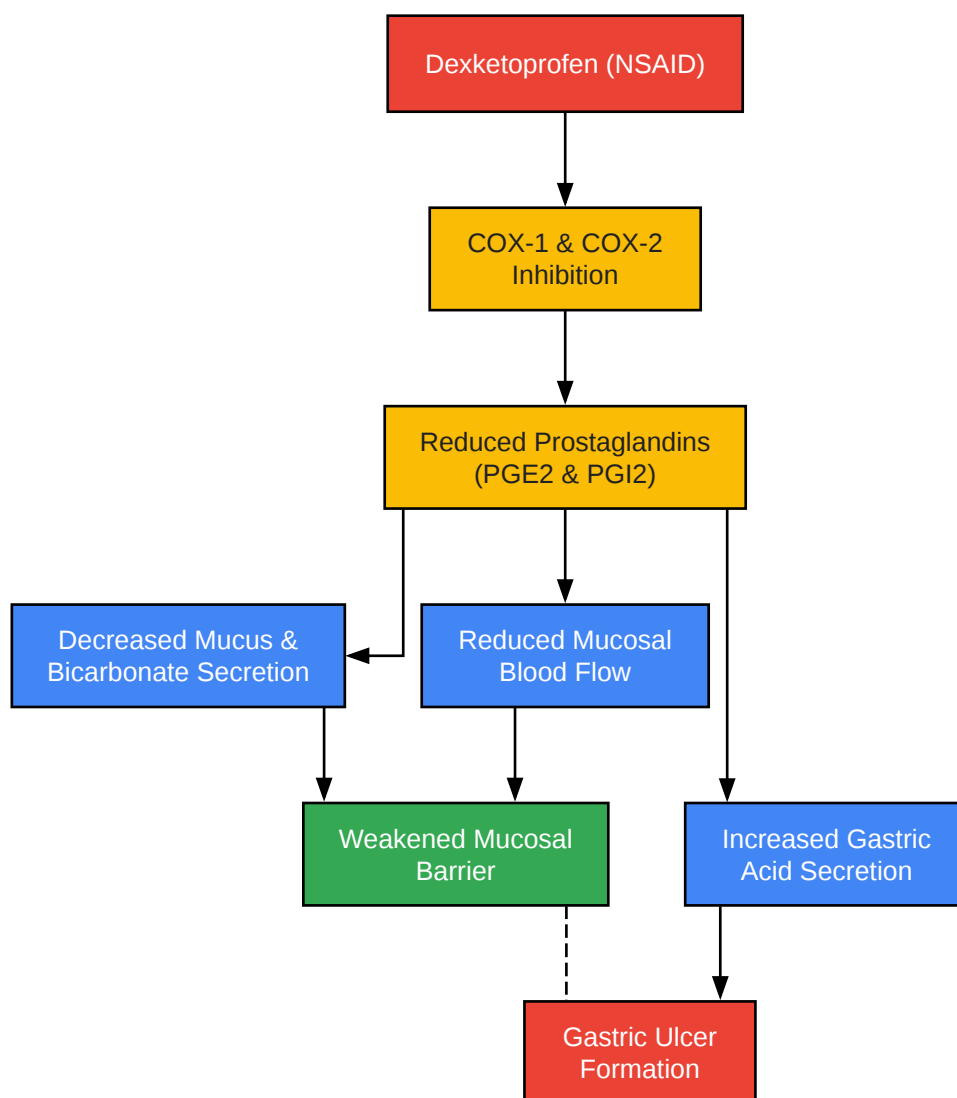 Dexketoprofen (NSAID)
COX-1 & COX-2
Inhibition
Reduced Prostaglandins
(PGE2 & PGI2)
Decreased Mucus &
Bicarbonate Secretion
Reduced Mucosal
Blood Flow
Weakened Mucosal
Barrier
Increased Gastric
Acid Secretion
Gastric Ulcer
Formation